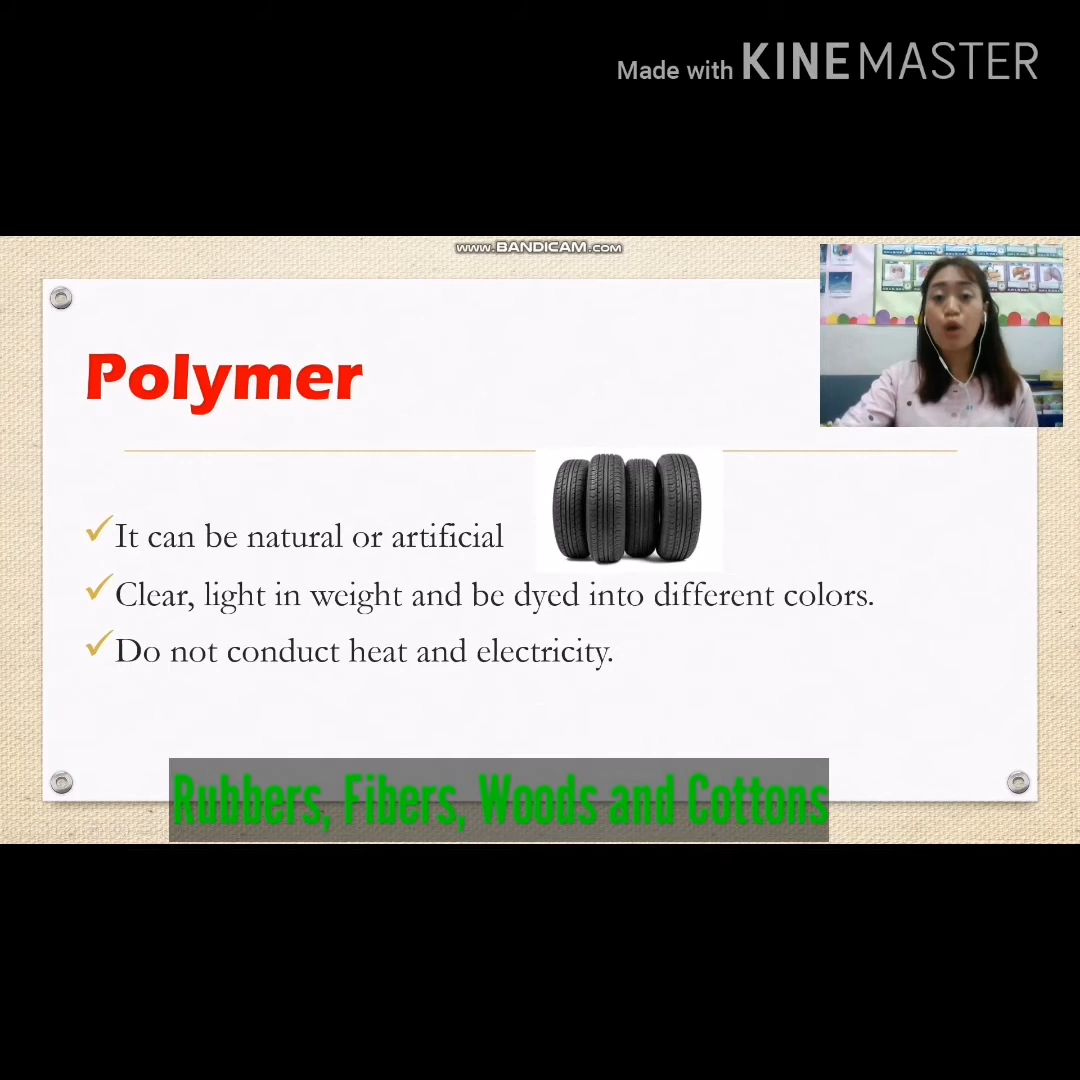 Made with KINEMASTER
www.BANDICAM.com
Polymer
It can be natural or artificial
Clear, light in weight and be dyed into different colors.
Do not conduct heat and electricity.
Rubbers, Fibers, Woods and Cottons